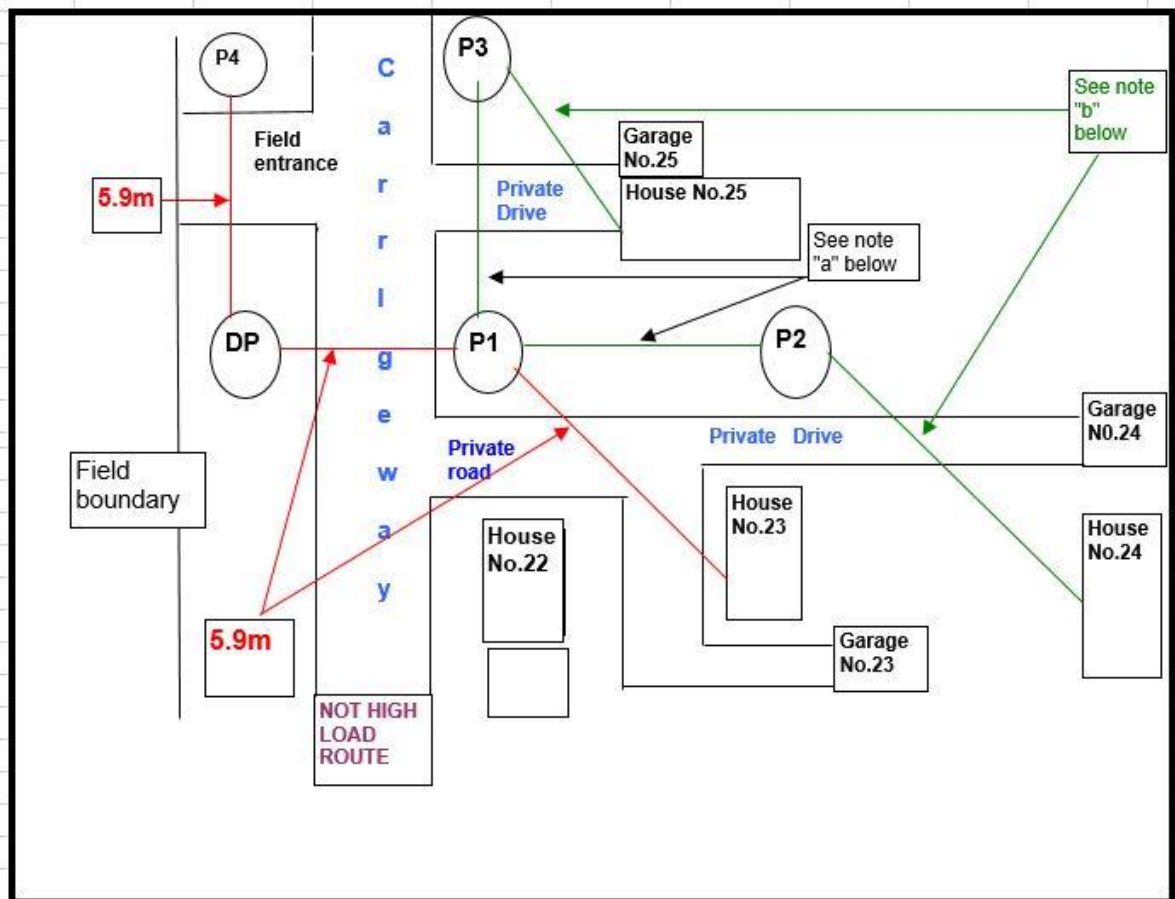 P4
P3
See note
"b"
below
Field
entrance
Garage
No.25
5.9m
Private
Drive
House No.25
See note
"a" below
C
a
r
r
I
g
e
w
a
y
DP
P1
P2
Garage
N0.24
Private
road
Private Drive
Field
boundary
House
No.23
House
No.22
House
No.24
5.9m
Garage
No.23
NOT HIGH
LOAD
ROUTE